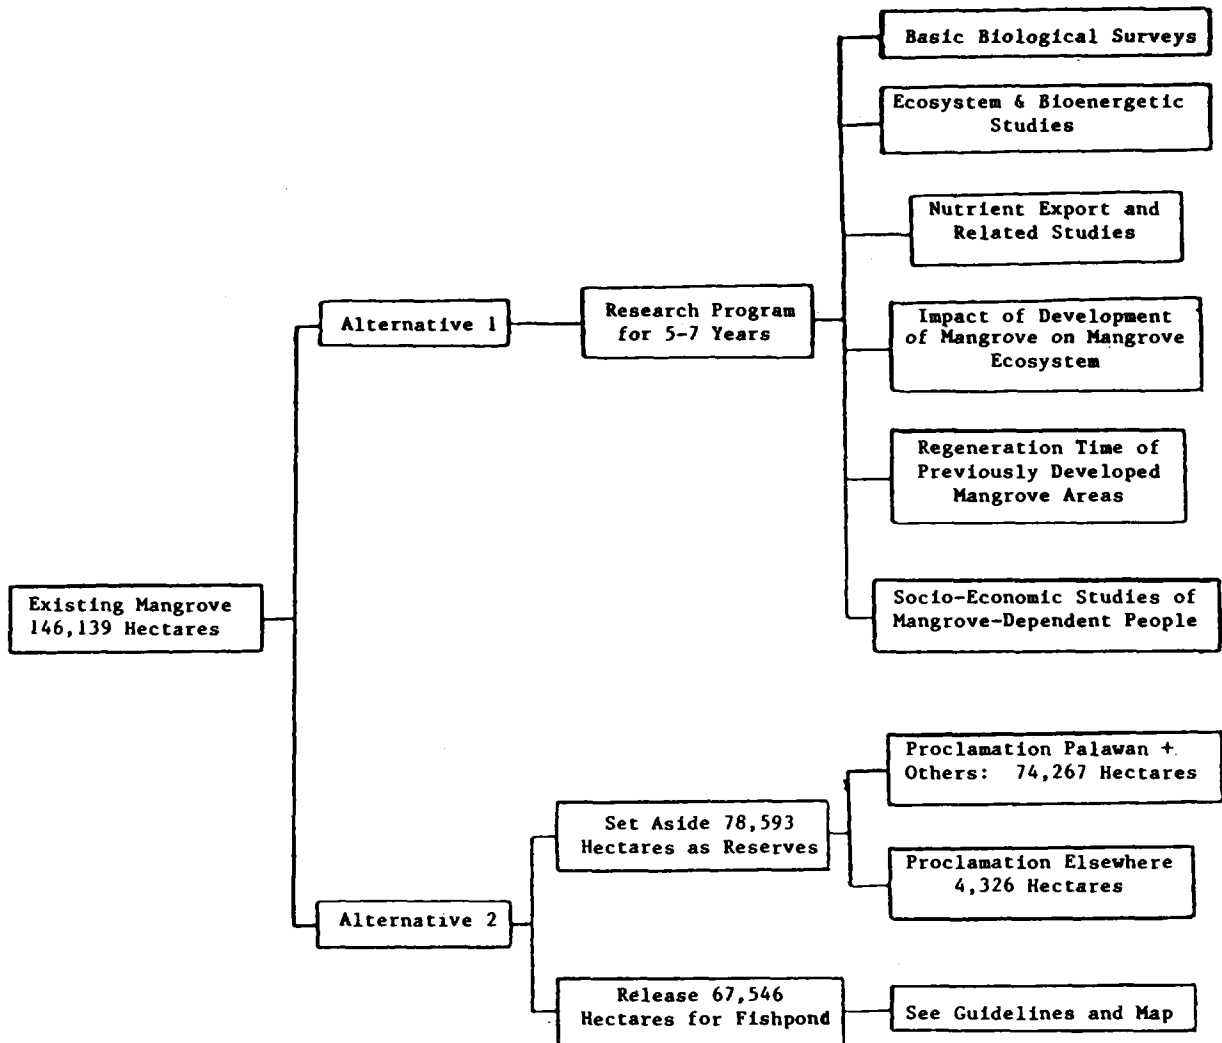 Basic Biological Surveys
Ecosystem & Bioenergetic
Studies
Nutrient Export and
Related Studies
Alternative 1
Research Program
for 5-7 Years
Impact of Development
of Mangrove on Mangrove
Ecosystem
Regeneration Time of
Previously Developed
Mangrove Areas
Existing Mangrove
146,139 Hectares
Socio-Economic Studies of
Mangrove-Dependent People
Proclamation Palawan +
Others: 74,267 Hectares
Set Aside 78,593
Hectares as Reserves
Proclamation Elsewhere
4,326 Hectares
Alternative 2
Release 67,546
Hectares for Fishpond
See Guidelines and Map